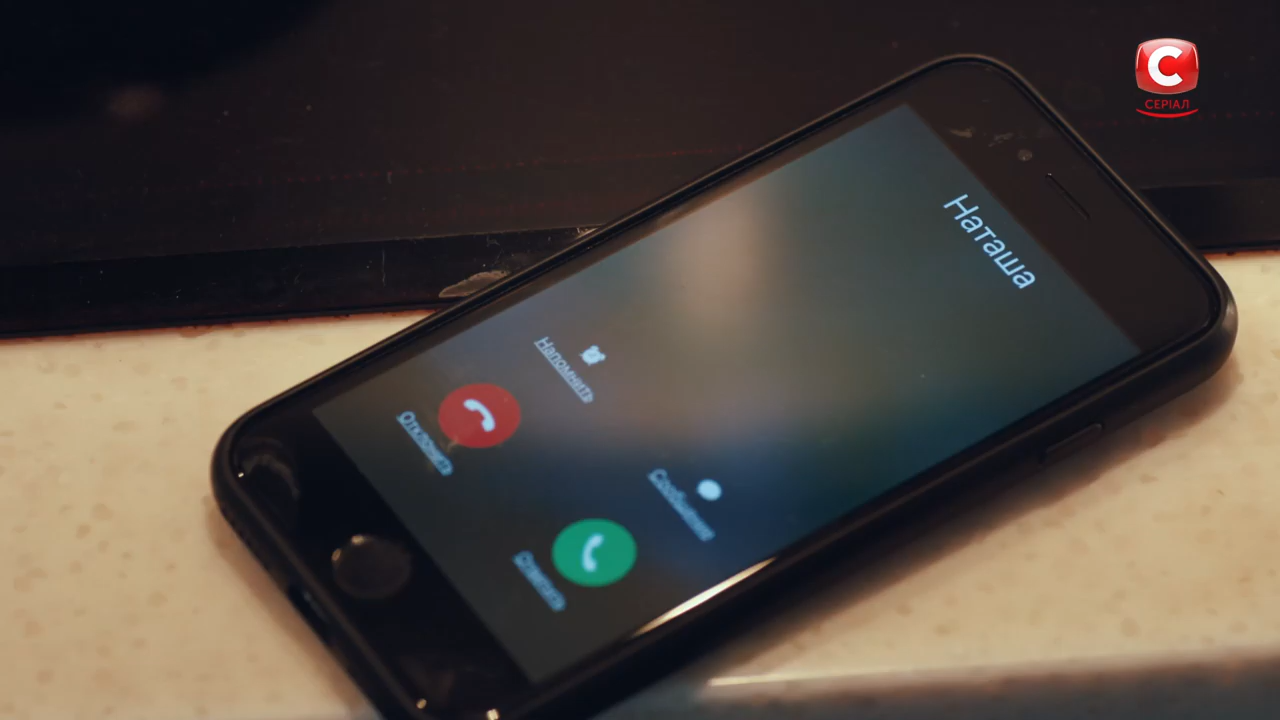 С
СЕРІАЛ
Наташа
Напомнить
Сообщение
Отклонить
Ответить